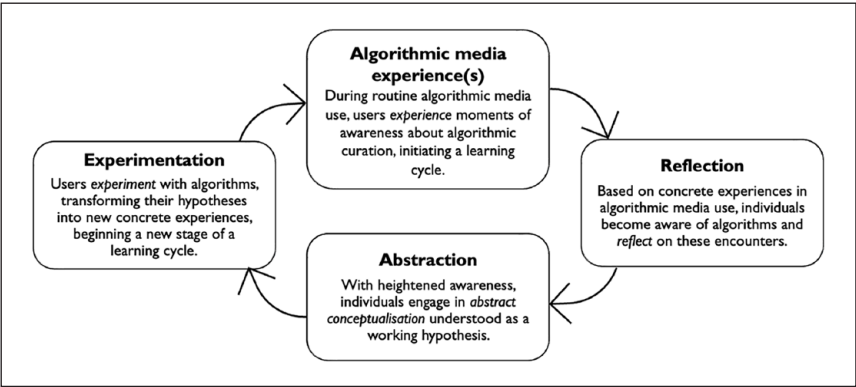 Algorithmic media
experience(s)
During routine algorithmic media
use, users experience moments of
awareness about algorithmic
curation, initiating a learning
cycle.
Reflection
Based on concrete experiences in
algorithmic media use, individuals
become aware of algorithms and
reflect on these encounters.
Abstraction
With heightened awareness,
individuals engage in abstract
conceptualisation understood as a
working hypothesis.
Experimentation
Users experiment with algorithms,
transforming their hypotheses
into new concrete experiences,
beginning a new stage of a
learning cycle.